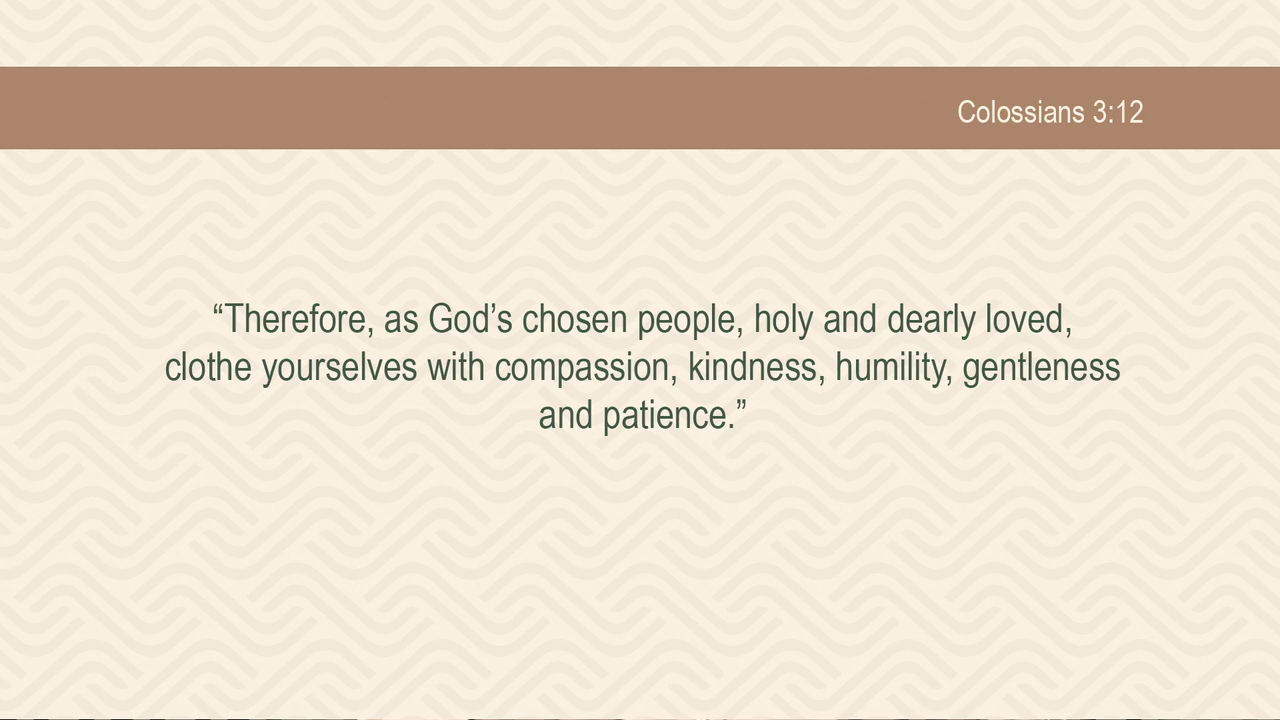 Colossians 3:12
“Therefore, as God’s chosen people, holy and dearly loved,
clothe yourselves with compassion, kindness, humility, gentleness
and patience.”